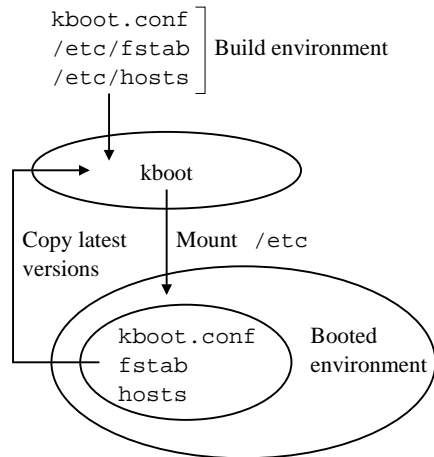 kboot.conf
/etc/fstab
/etc/hosts
Build environment
kboot
Copy latest
versions
Mount /etc
kboot.conf
fstab
hosts
Booted
environment